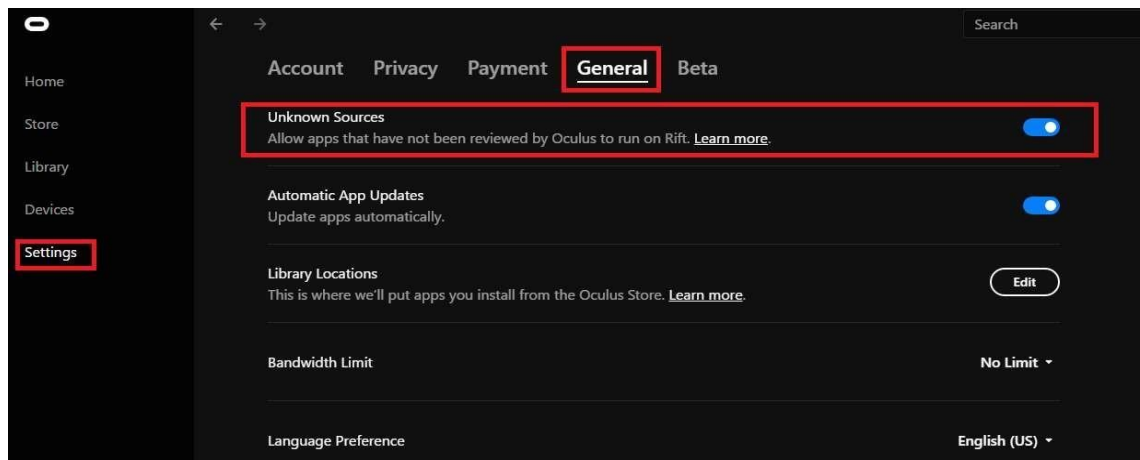 Search
Account Privacy Payment General Beta
Home
Store
Library
Devices
Settings
Unknown Sources
Allow apps that have not been reviewed by Oculus to run on Rift. Learn more.
Automatic App Updates
Update apps automatically.
Library Locations
This is where we'll put apps you install from the Oculus Store. Learn more.
Edit
Bandwidth Limit
No Limit
Language Preference
English (US)